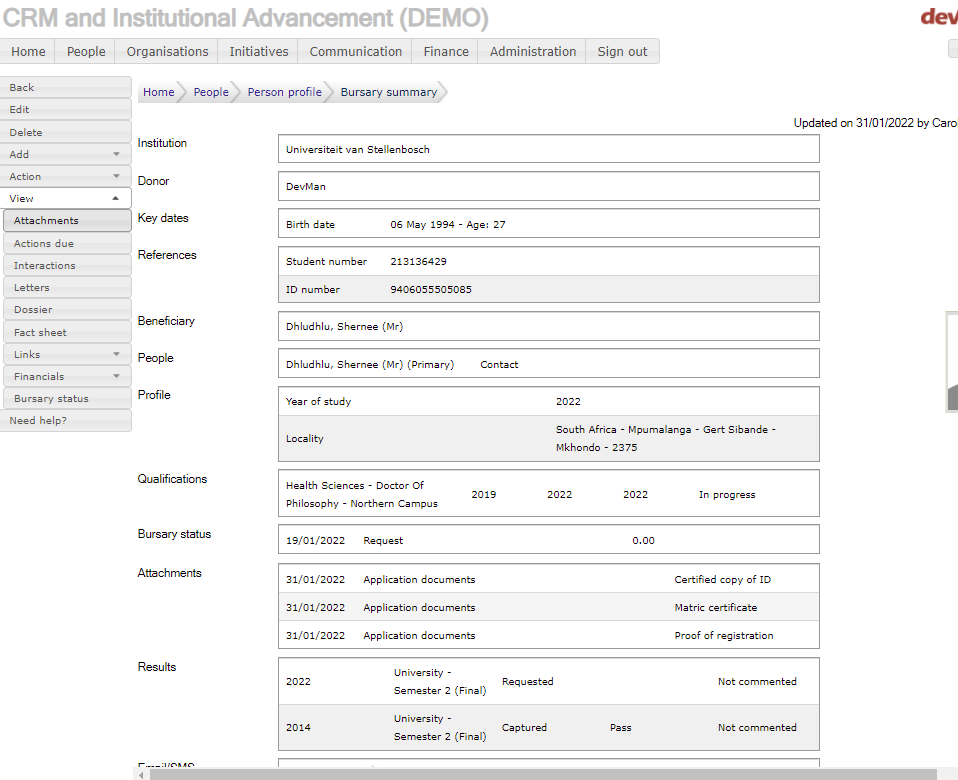 CRM and Institutional Advancement (DEMO)
dev
Home People Organisations Initiatives Communication Finance Administration Sign out
Back
Edit
Delete
Add
Action
View
Attachments
Actions due
Interactions
Letters
Dossier
Fact sheet
Links
Financials
Bursary status
Need help?
Home People Person profile Bursary summary
Updated on 31/01/2022 by Caro
Institution
Universiteit van Stellenbosch
Donor
DevMan
Key dates
Birth date 06 May 1994 - Age: 27
References
Student number 213136429
ID number 9406055505085
Beneficiary
Dhludhlu, Shernee (Mr)
People
Dhludhlu, Shernee (Mr) (Primary) Contact
Profile
Year of study 2022
Locality South Africa - Mpumalanga - Gert Sibande -
Mkhondo - 2375
Qualifications
Health Sciences - Doctor Of
Philosophy - Northern Campus 2019 2022 2022 In progress
Bursary status
19/01/2022 Request 0.00
Attachments
31/01/2022 Application documents Certified copy of ID
31/01/2022 Application documents Matric certificate
31/01/2022 Application documents Proof of registration
Results
2022 University -
Semester 2 (Final) Requested Not commented
2014 University -
Semester 2 (Final) Captured Pass Not commented
Email/SMS